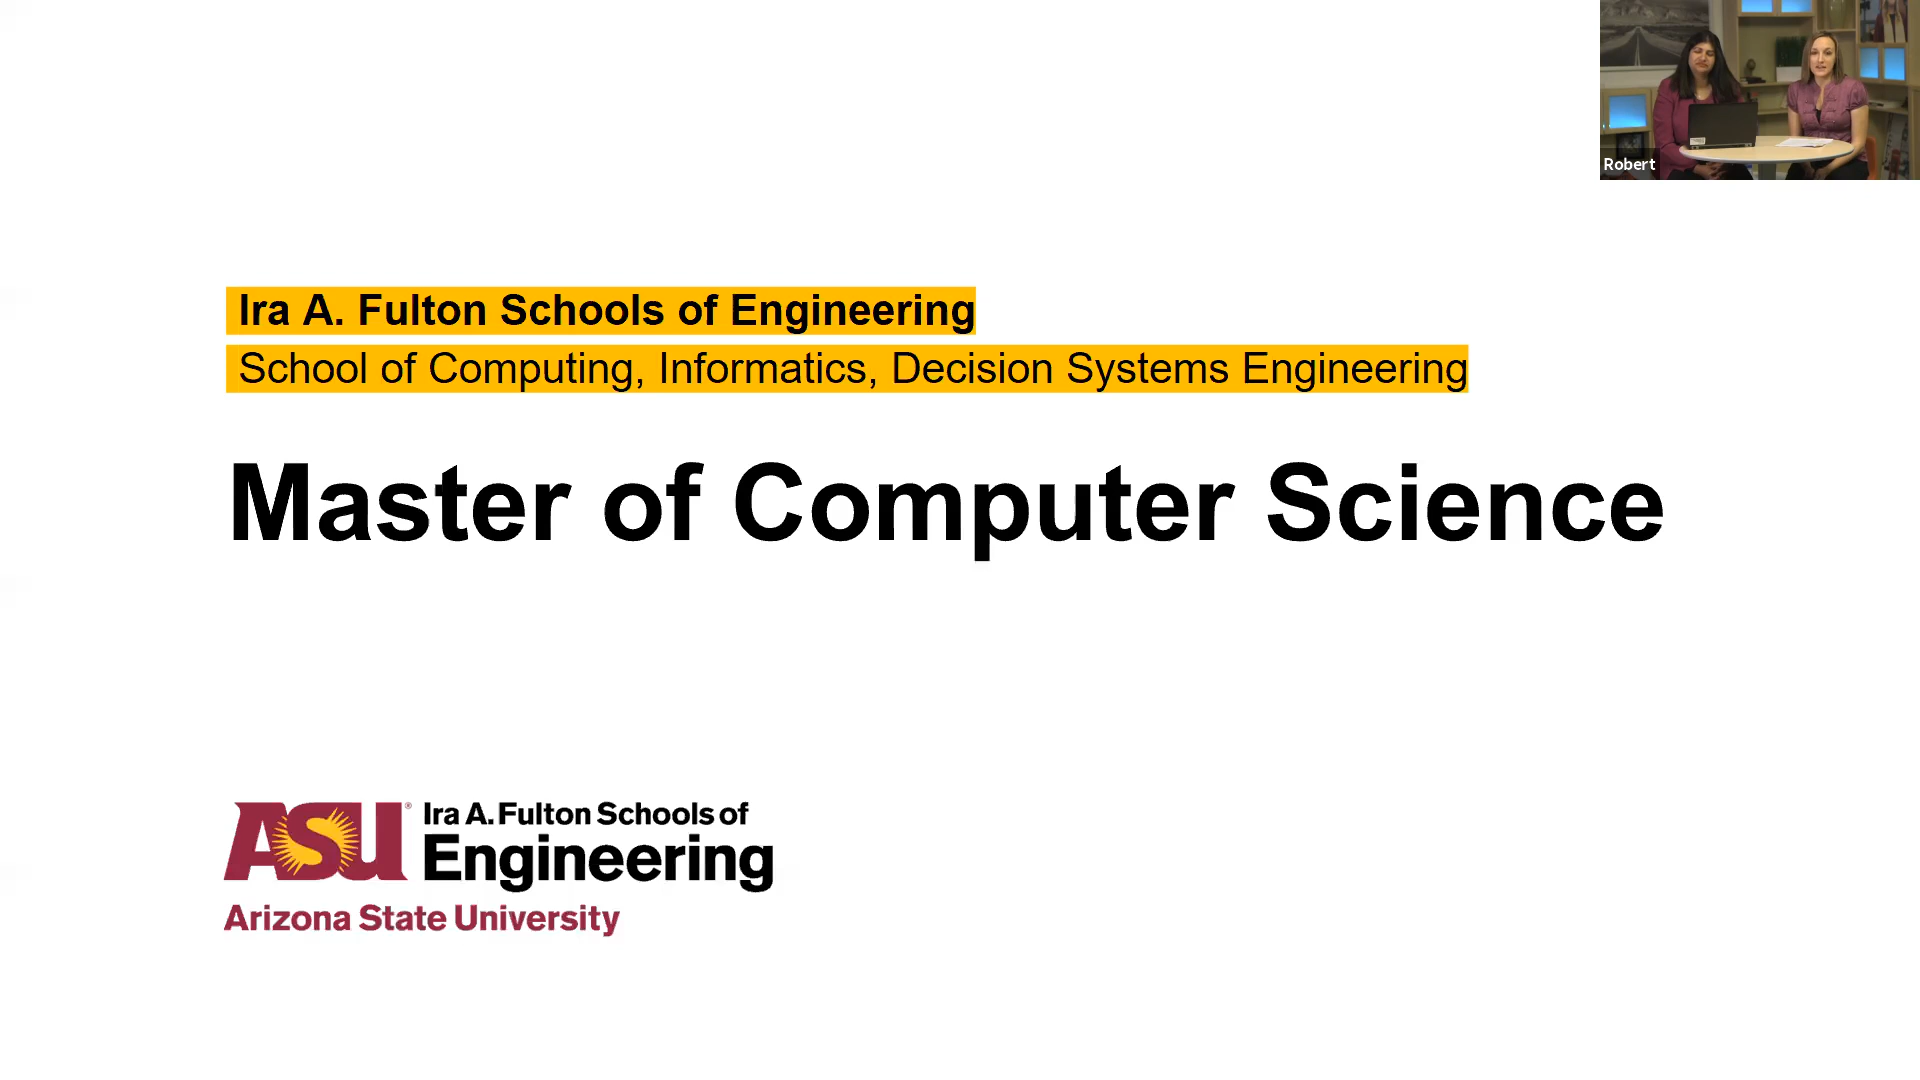 Robert
Ira A. Fulton Schools of Engineering
School of Computing, Informatics, Decision Systems Engineering
Master of Computer Science
ASU® Ira A. Fulton Schools of
Engineering
Arizona State University